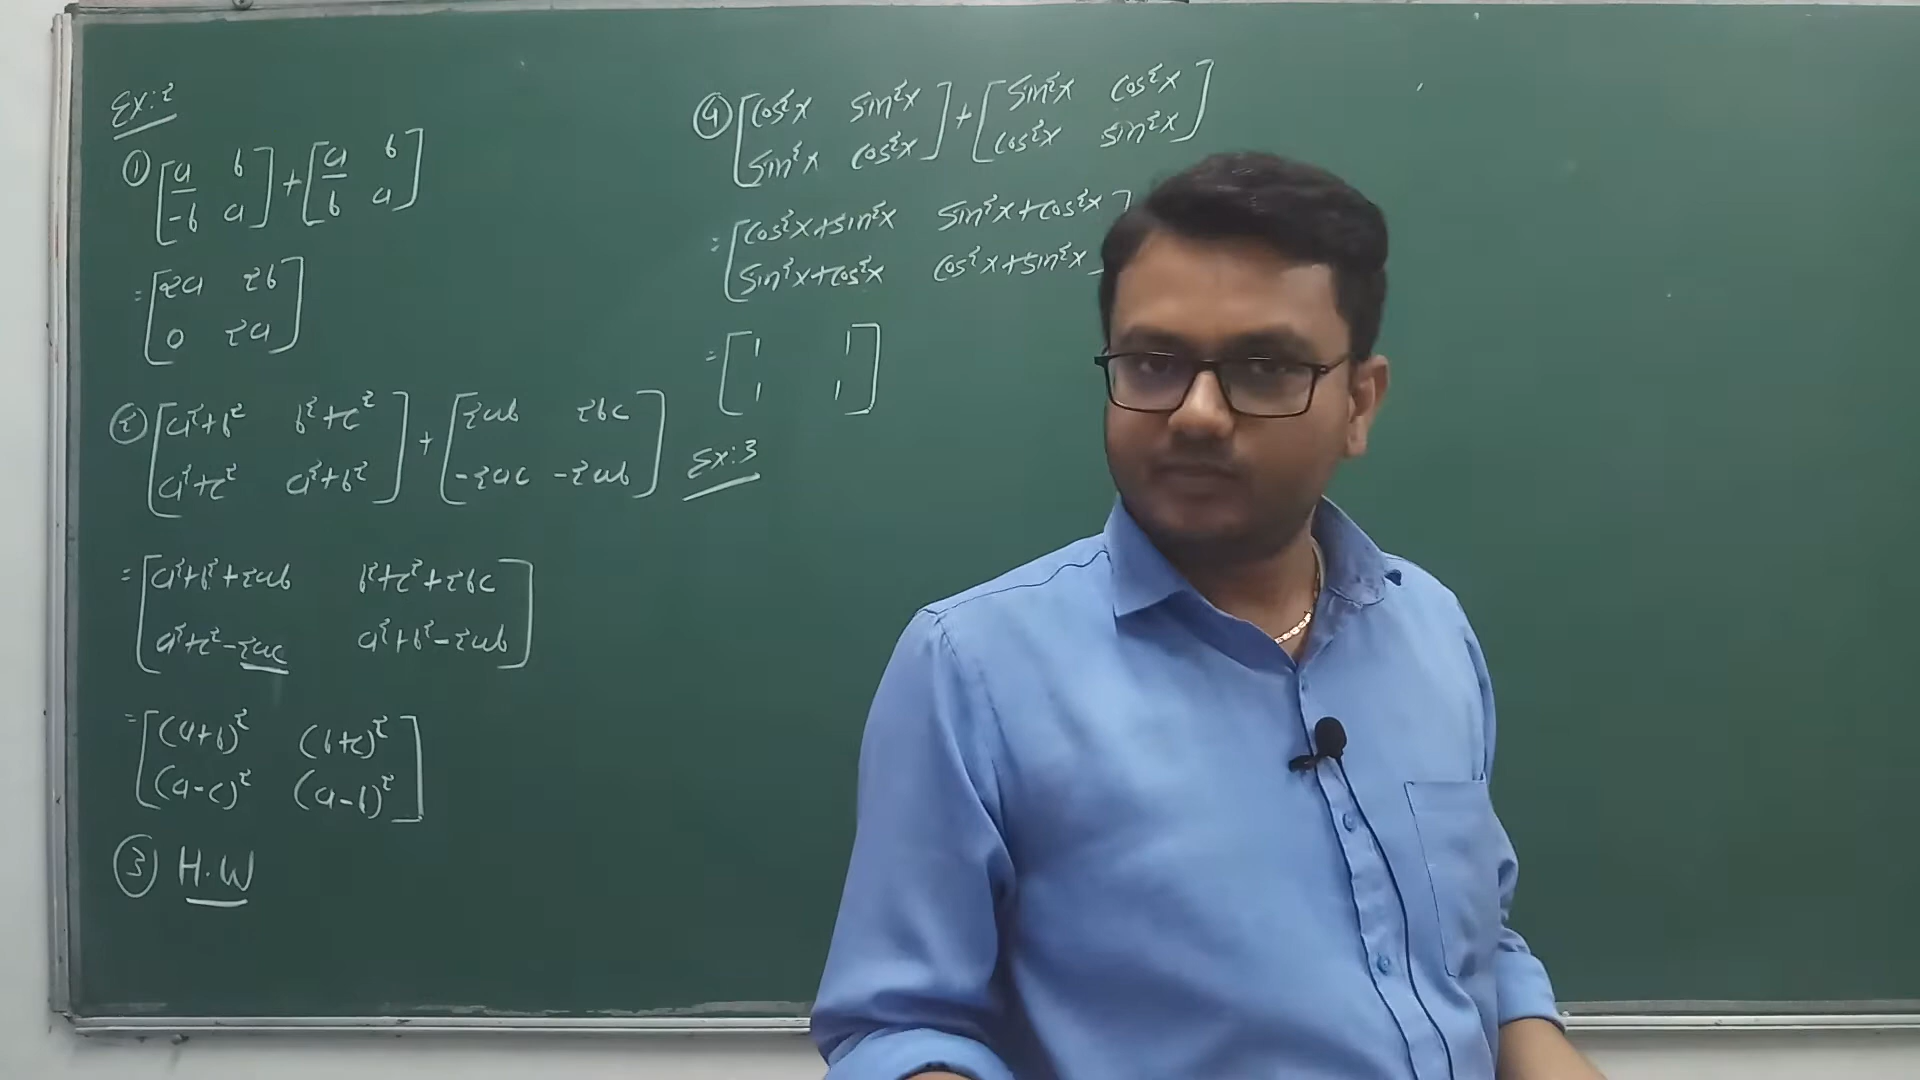 Ex:2
① [a b] + [a b]
[-b a] [b a]
= [2a 2b]
[0 2a]
② [a²+b² b²+c²] + [2ab 2bc]
[a²+c² a²+b²] [-2ac -2ab]
= [a²+b²+2ab b²+c²+2bc]
[a²+c²-2ac a²+b²-2ab]
= [(a+b)² (b+c)²]
[(a-c)² (a-b)²]
③ H.W
④ [cos²x sin²x] + [sin²x cos²x]
[sin²x cos²x] [cos²x sin²x]
= [cos²x+sin²x sin²x+cos²x]
[sin²x+cos²x cos²x+sin²x]
= [1 1]
[1 1]
Ex:3